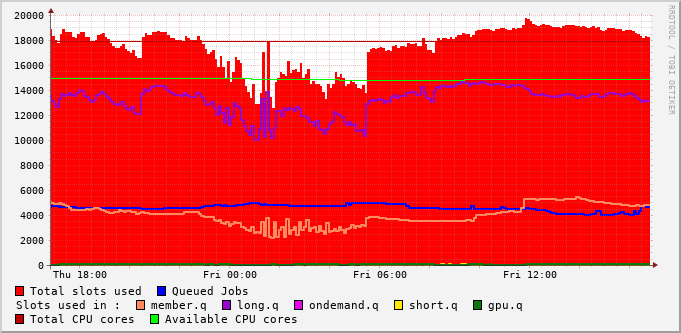 20000
18000
16000
14000
12000
10000
8000
6000
4000
2000
0
Thu 18:00 Fri 00:00 Fri 06:00 Fri 12:00
RRDTOOL / TOBI OETIKER
Total slots used Queued Jobs
Slots used in : member.q long.q ondemand.q short.q gpu.q
Total CPU cores Available CPU cores